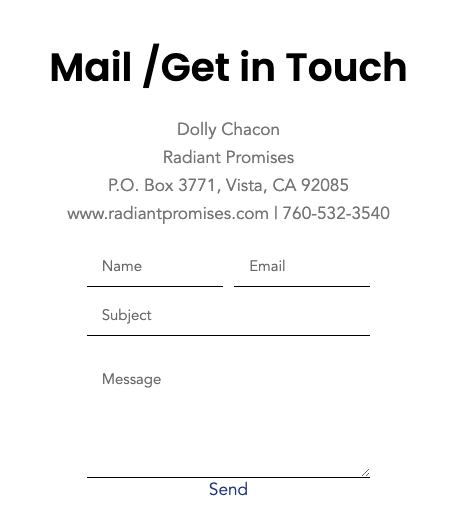 Mail /Get in Touch
Dolly Chacon
Radiant Promises
P.O. Box 3771, Vista, CA 92085
www.radiantpromises.com | 760-532-3540
Name Email
Subject
Message
Send